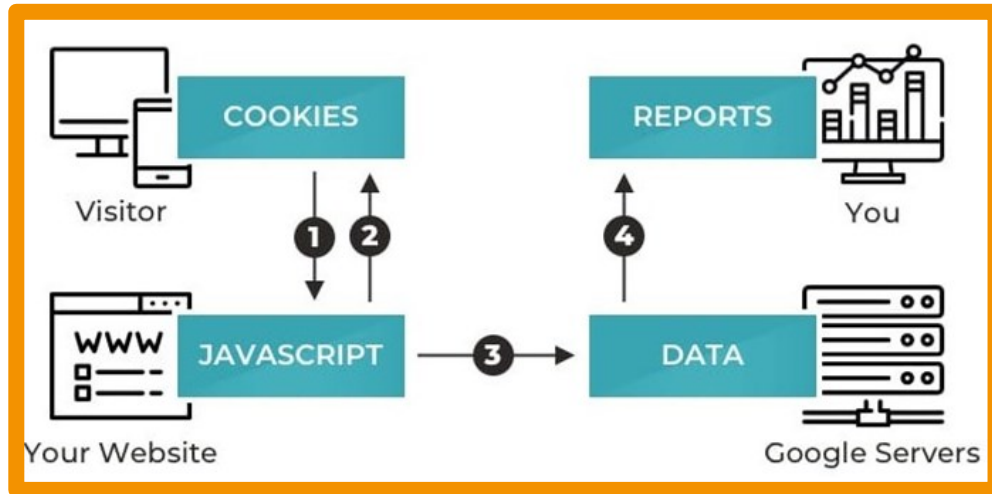 COOKIES
REPORTS
Visitor
You
1
2
4
WWW
JAVASCRIPT
3
DATA
Your Website
Google Servers